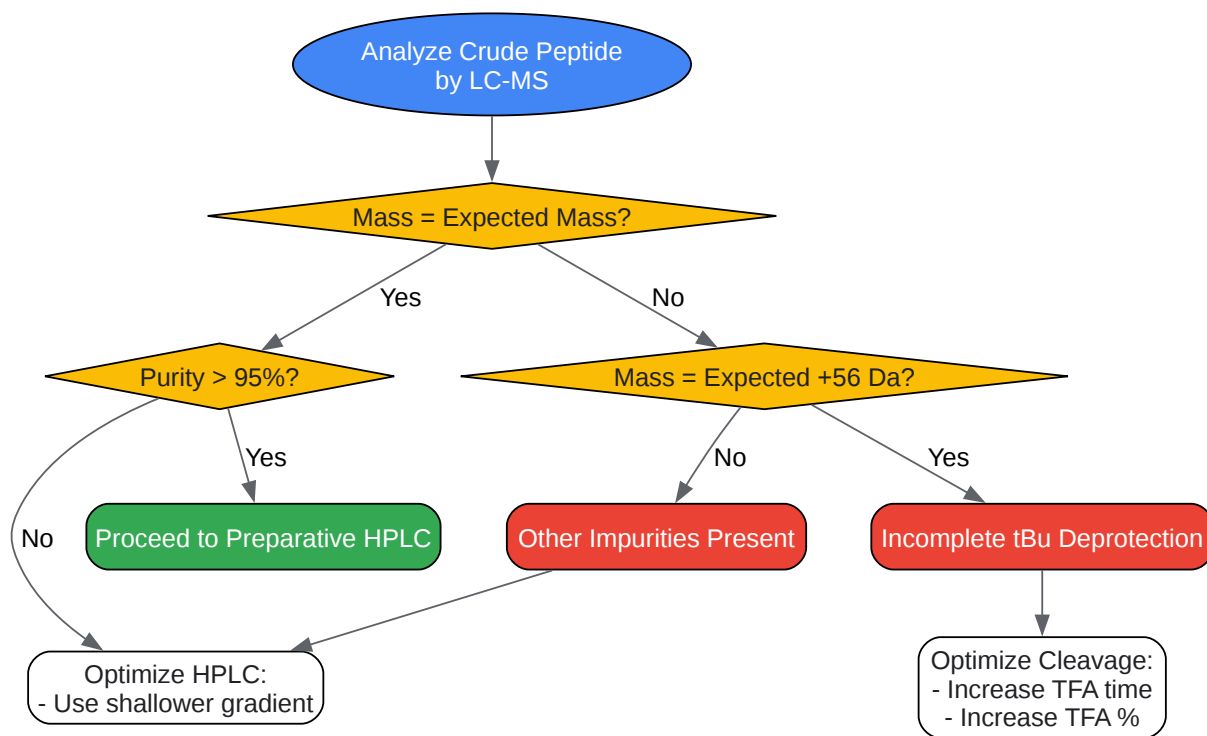 Analyze Crude Peptide
by LC-MS
Mass = Expected Mass?
Yes
No
Purity > 95%?
Mass = Expected +56 Da?
Yes
No
Yes
No
Proceed to Preparative HPLC
Other Impurities Present
Incomplete tBu Deprotection
Optimize HPLC:
- Use shallower gradient
Optimize Cleavage:
- Increase TFA time
- Increase TFA %